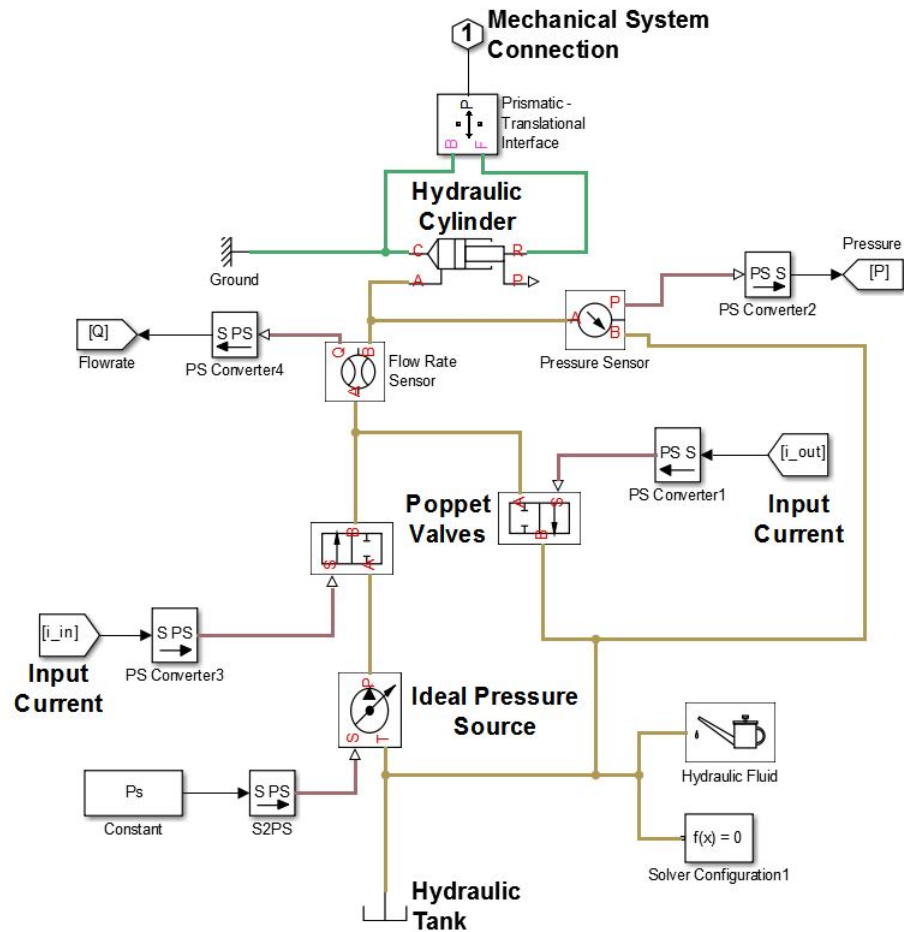 1
Mechanical System
Connection
P
B
F
Prismatic -
Translational
Interface
Hydraulic
Cylinder
C
R
A
P
Ground
Pressure
PS S
[P]
PS Converter2
P
A
B
Pressure Sensor
[Q]
Flowrate
S PS
PS Converter4
Q
B
A
Flow Rate
Sensor
PS S
PS Converter1
[i_out]
Input
Current
Poppet
Valves
A
S
B
B
S
A
[i_in]
Input
Current
S PS
PS Converter3
Ideal Pressure
Source
P
S
T
Hydraulic Fluid
Ps
Constant
S PS
S2PS
f(x) = 0
Solver Configuration1
Hydraulic
Tank